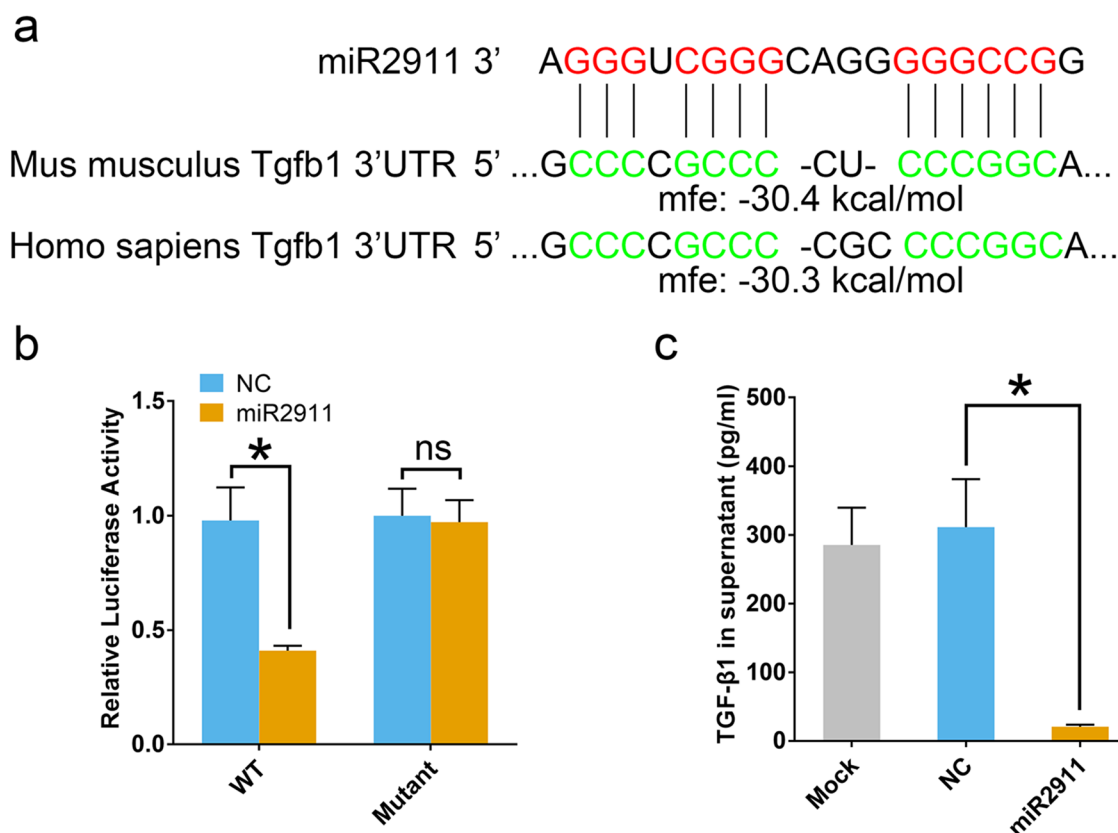 a
miR2911 3’ AGGGUCGGGCAGGGGGCCGG
Mus musculus Tgfb1 3’UTR 5’ ...GCCCCGCCC -CU- CCCGGCA...
mfe: -30.4 kcal/mol
Homo sapiens Tgfb1 3’UTR 5’ ...GCCCCGCCC -CGC CCCGGCA...
mfe: -30.3 kcal/mol
b
NC
miR2911
Relative Luciferase Activity
1.5
1.0
0.5
0.0
*
ns
WT
Mutant
c
TGF-β1 in supernatant (pg/ml)
500
400
300
200
100
0
*
Mock
NC
miR2911